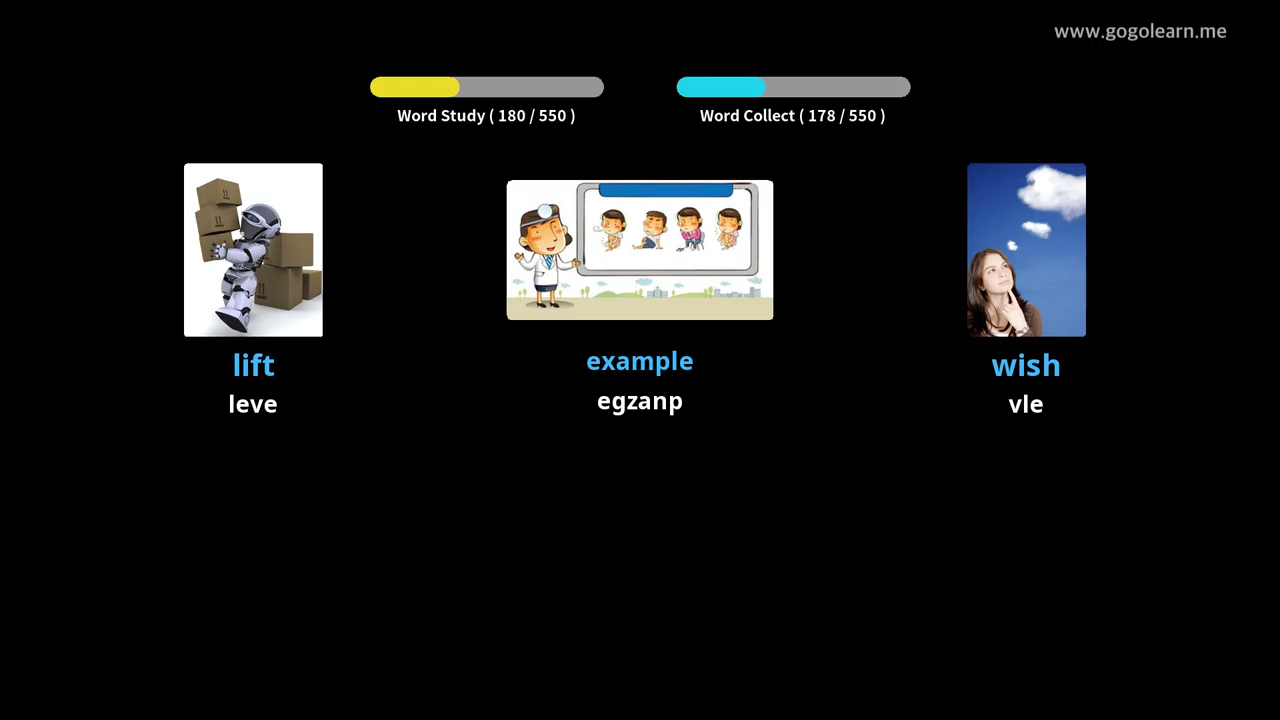 www.gogolearn.me
Word Study ( 180 / 550 )
Word Collect ( 178 / 550 )
lift
leve
example
egzanp
wish
vle